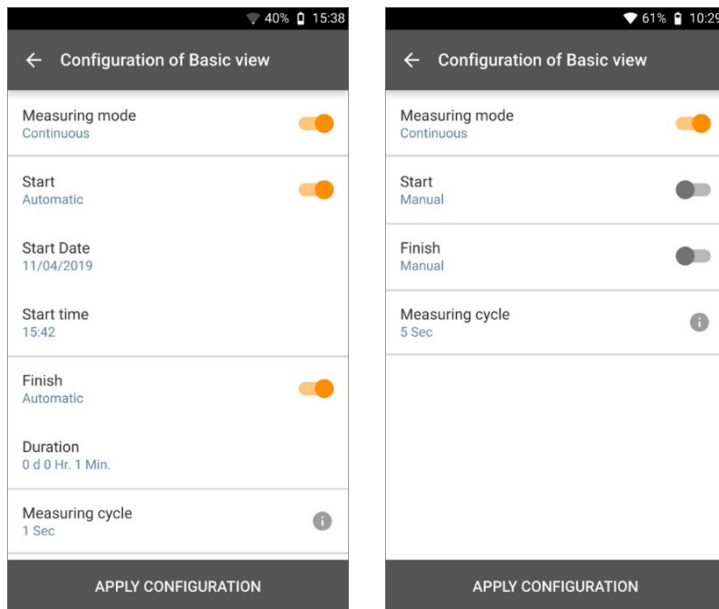 40% 15:38
Configuration of Basic view
Measuring mode
Continuous
Start
Automatic
Start Date
11/04/2019
Start time
15:42
Finish
Automatic
Duration
0 d 0 Hr. 1 Min.
Measuring cycle
1 Sec
APPLY CONFIGURATION
61% 10:29
Configuration of Basic view
Measuring mode
Continuous
Start
Manual
Finish
Manual
Measuring cycle
5 Sec
APPLY CONFIGURATION